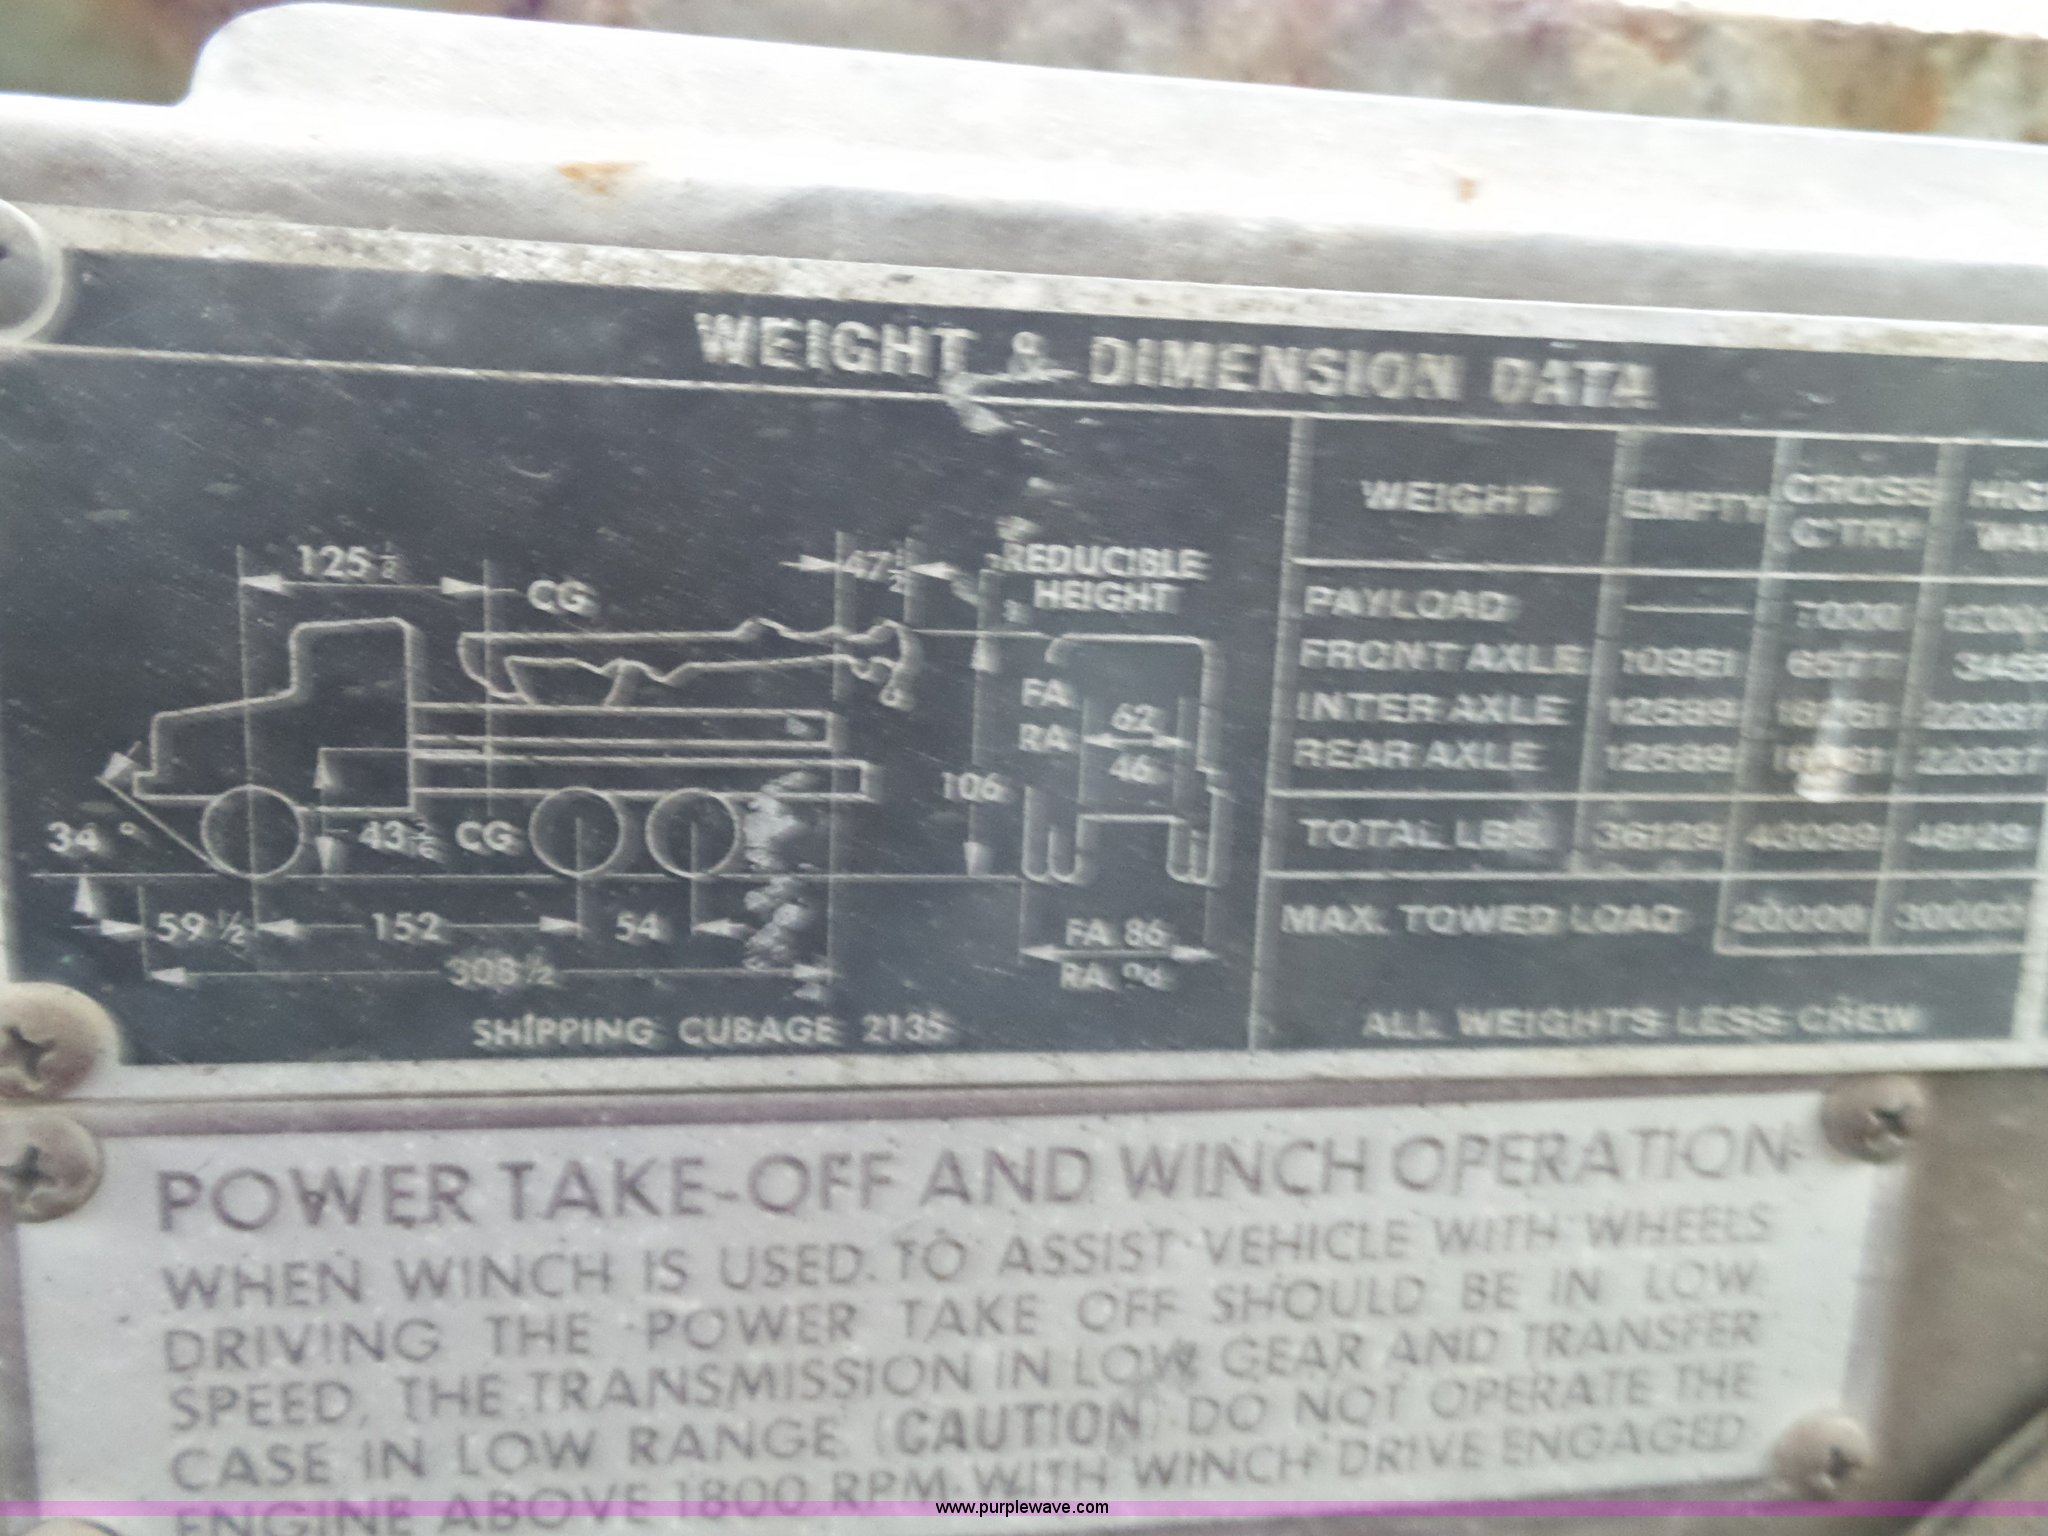 WEIGHT & DIMENSION DATA
WEIGHT EMPTY CROSS C'TRY
PAYLOAD — 7000
FRONT AXLE 10951 6577
INTER AXLE 12589
REAR AXLE 12589
TOTAL LBS. 36129 43099 48129
MAX. TOWED LOAD 20000 30000
ALL WEIGHTS LESS CREW
CG
47 1/2
REDUCIBLE
HEIGHT
FA 62
RA 46
106
34°
CG
59 1/2 152 54
308 1/2
FA 86
RA
SHIPPING CUBAGE 2135
POWER TAKE-OFF AND WINCH OPERATION
WHEN WINCH IS USED TO ASSIST VEHICLE WITH WHEELS
DRIVING THE POWER TAKE OFF SHOULD BE IN LOW
SPEED, THE TRANSMISSION IN LOW GEAR AND TRANSFER
CASE IN LOW RANGE (CAUTION) DO NOT OPERATE THE
ENGINE ABOVE 1800 RPM WITH WINCH DRIVE ENGAGED
www.purplewave.com